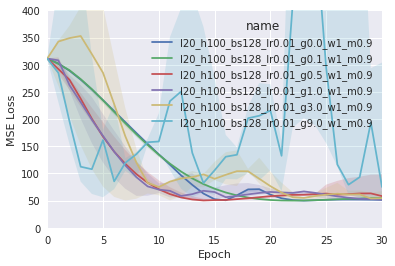 400
350
300
250
200
150
100
50
0
MSE Loss
name
l20_h100_bs128_lr0.01_g0.0_w1_m0.9
l20_h100_bs128_lr0.01_g0.1_w1_m0.9
l20_h100_bs128_lr0.01_g0.5_w1_m0.9
l20_h100_bs128_lr0.01_g1.0_w1_m0.9
l20_h100_bs128_lr0.01_g3.0_w1_m0.9
l20_h100_bs128_lr0.01_g9.0_w1_m0.9
0 5 10 15 20 25 30
Epoch